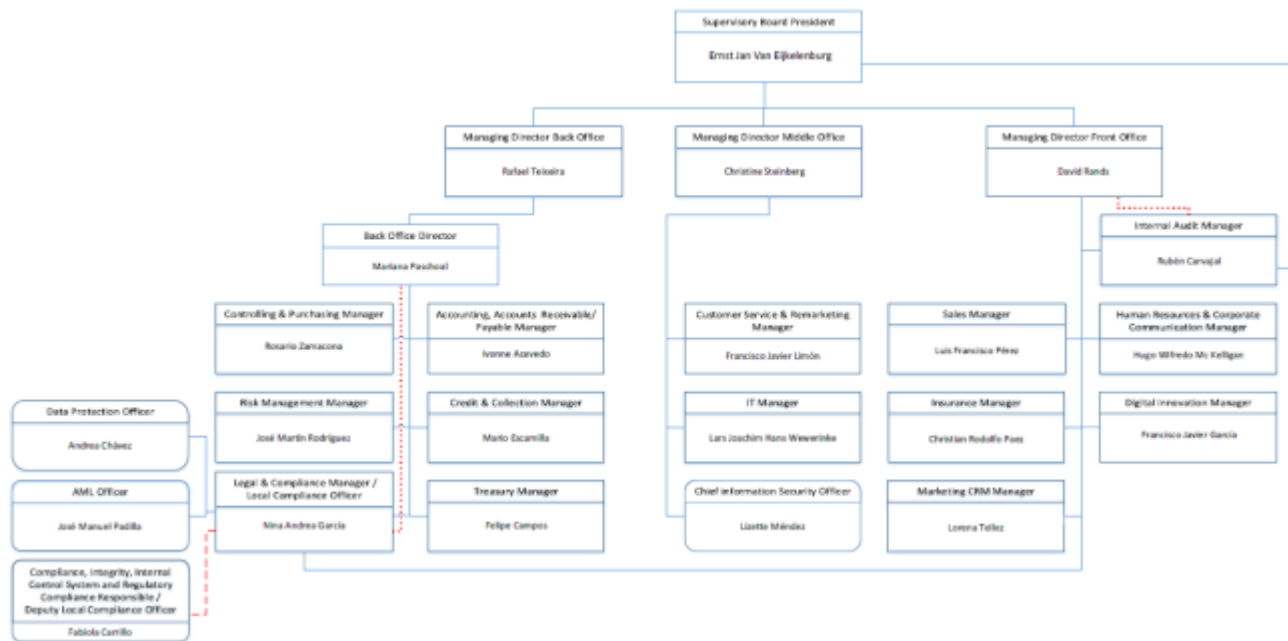 Supervisory Board President
Ernst Jan Van Eijkelenburg
Managing Director Back Office
Rafael Teixeira
Managing Director Middle Office
Christine Steinberg
Managing Director Front Office
David Rands
Back Office Director
Mariana Paschoal
Internal Audit Manager
Rubén Carvajal
Controlling & Purchasing Manager
Rosario Zamacona
Accounting, Accounts Receivable/
Payable Manager
Ivonne Acevedo
Customer Service & Remarketing
Manager
Francisco Javier Limón
Sales Manager
Luis Francisco Pérez
Human Resources & Corporate
Communication Manager
Hugo Wilfredo Mc Kelligan
Data Protection Officer
Andrea Chávez
Risk Management Manager
José Martín Rodríguez
Credit & Collection Manager
Mario Escamilla
IT Manager
Lars Joachim Hans Wewerinke
Insurance Manager
Christian Rodolfo Paez
Digital Innovation Manager
Francisco Javier García
AML Officer
José Manuel Padilla
Legal & Compliance Manager /
Local Compliance Officer
Nina Andrea García
Treasury Manager
Felipe Campos
Chief information Security Officer
Lizette Méndez
Marketing CRM Manager
Lorena Tellez
Compliance, Integrity, Internal
Control System and Regulatory
Compliance Responsible /
Deputy Local Compliance Officer
Fabiola Carrillo